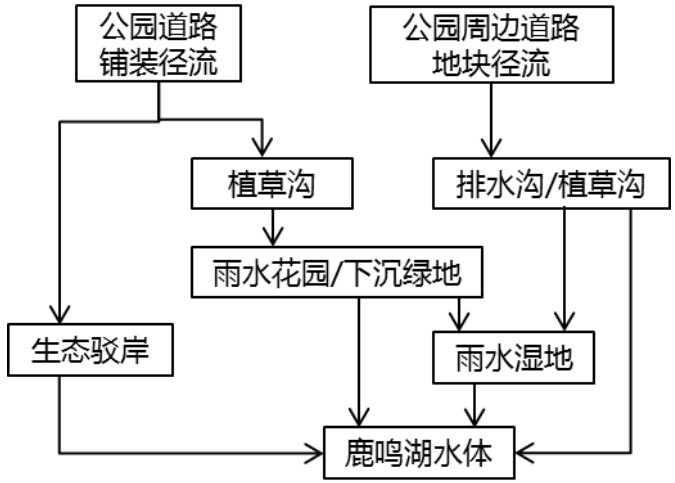 公园道路
铺装径流
公园周边道路
地块径流
植草沟
排水沟/植草沟
雨水花园/下沉绿地
生态驳岸
雨水湿地
鹿鸣湖水体